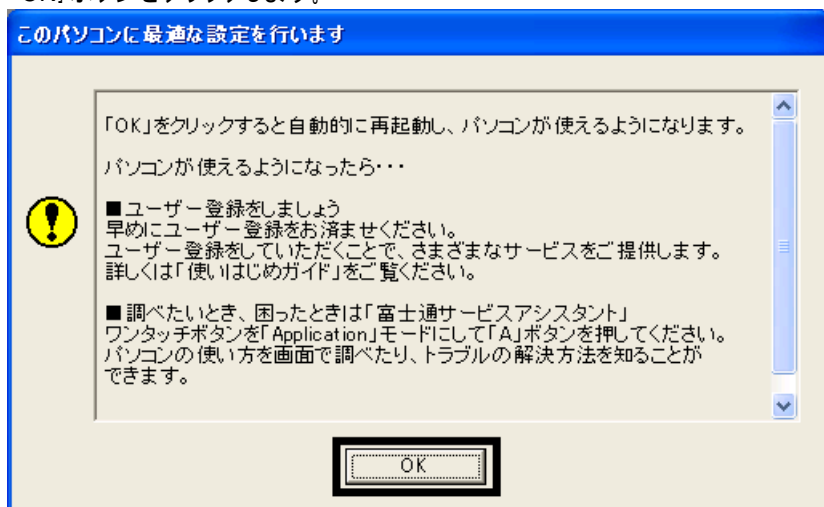 このパソコンに最適な設定を行います
「OK」をクリックすると自動的に再起動し、パソコンが使えるようになります。
パソコンが使えるようになったら・・・
■ユーザー登録をしましょう
早めにユーザー登録をお済ませください。
ユーザー登録をしていただくことで、さまざまなサービスをご提供します。
詳しくは「使いはじめガイド」をご覧ください。
■調べたいとき、困ったときは「富士通サービスアシスタント」
ワンタッチボタンを「Application」モードにして「A」ボタンを押してください。
パソコンの使い方を画面で調べたり、トラブルの解決方法を知ることが
できます。
OK